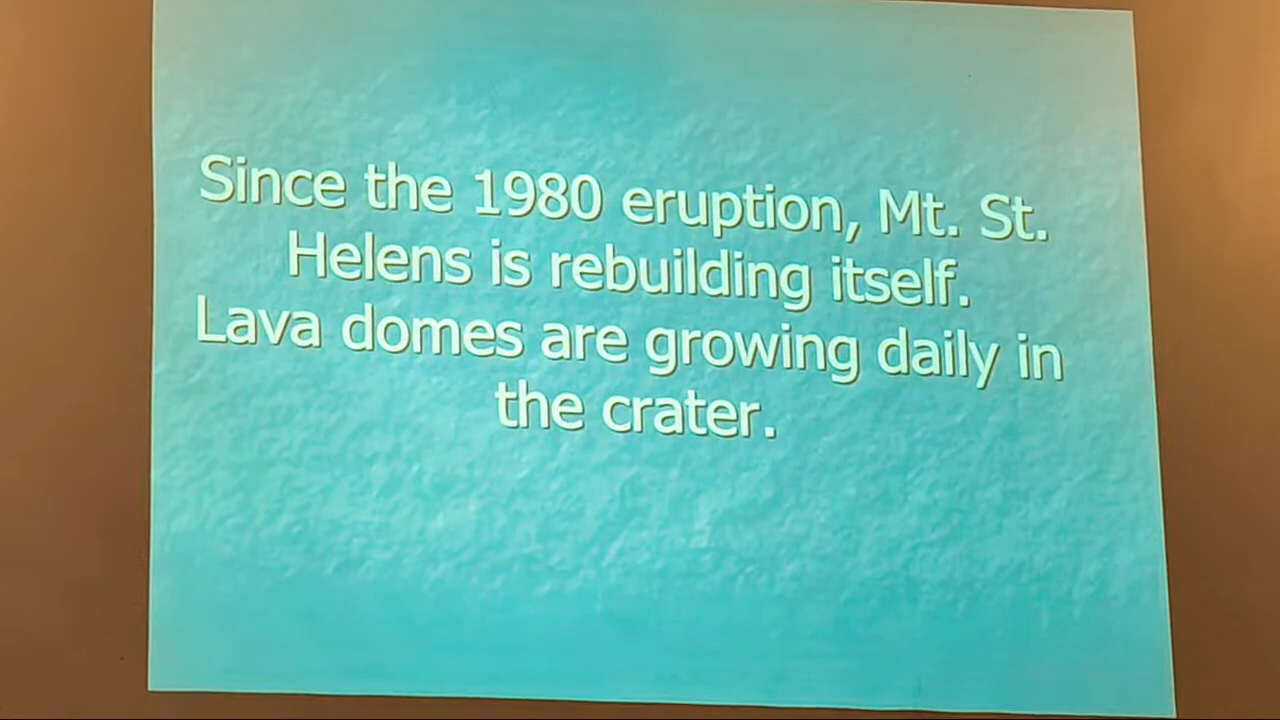 Since the 1980 eruption, Mt. St.
Helens is rebuilding itself.
Lava domes are growing daily in
the crater.